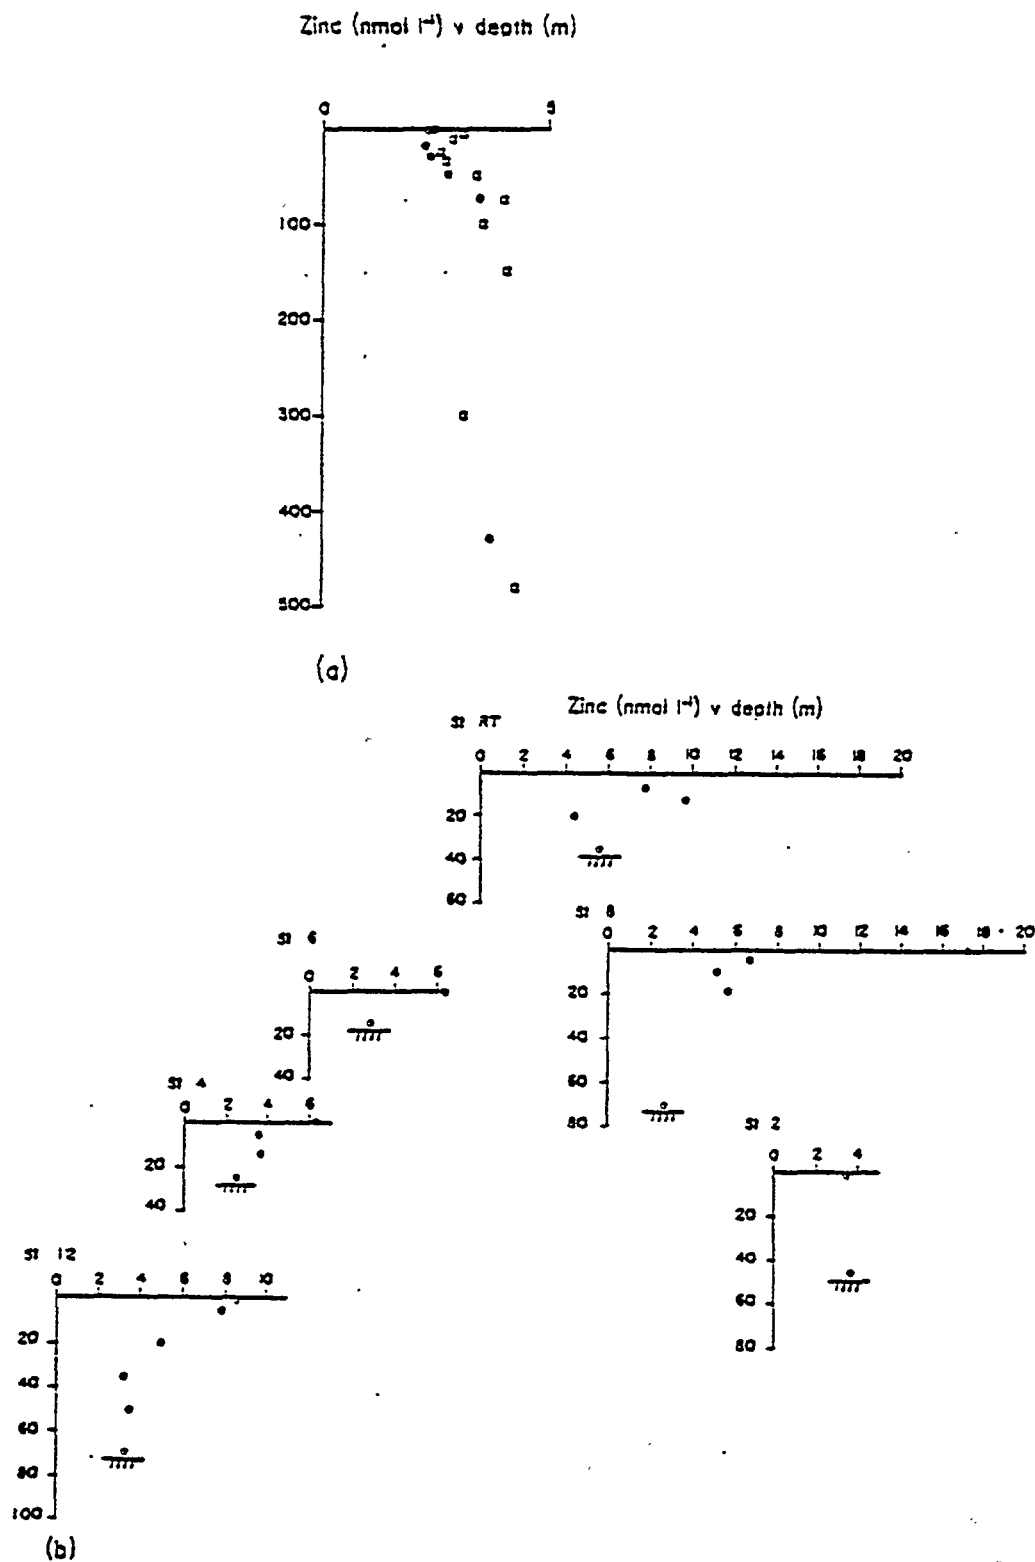 Zinc (nmol l⁻¹) v depth (m)
0 5
100
200
300
400
500
(a)
Zinc (nmol l⁻¹) v depth (m)
St RT
0 2 4 6 8 10 12 14 16 18 20
20
40
60
St 8
0 2 4 6 8 10 12 14 16 18 20
20
40
60
80
St 6
0 2 4 6
20
40
St 4
0 2 4 6
20
40
St 2
0 2 4
20
40
60
80
St 12
0 2 4 6 8 10
20
40
60
80
100
(b)